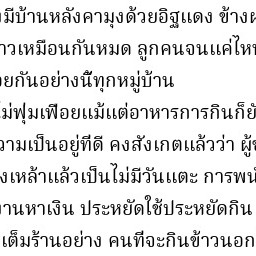 มีบ้านหลังคามุงด้วยอิฐแดง ข้าง
าวเหมือนกันหมด ลูกคนจนแค่ไห
ยกันอย่างนี้ทุกหมู่บ้าน
ม่ฟุ่มเฟือยแม้แต่อาหารการกินก็ยั
วามเป็นอยู่ที่ดี คงสังเกตแล้วว่า ผู้
งเหล้าแล้วเป็นไม่มีวันแตะ การพนั
งานหาเงิน ประหยัดใช้ประหยัดกิน
เต็มร้านอย่าง คนที่จะกินข้าวนอก